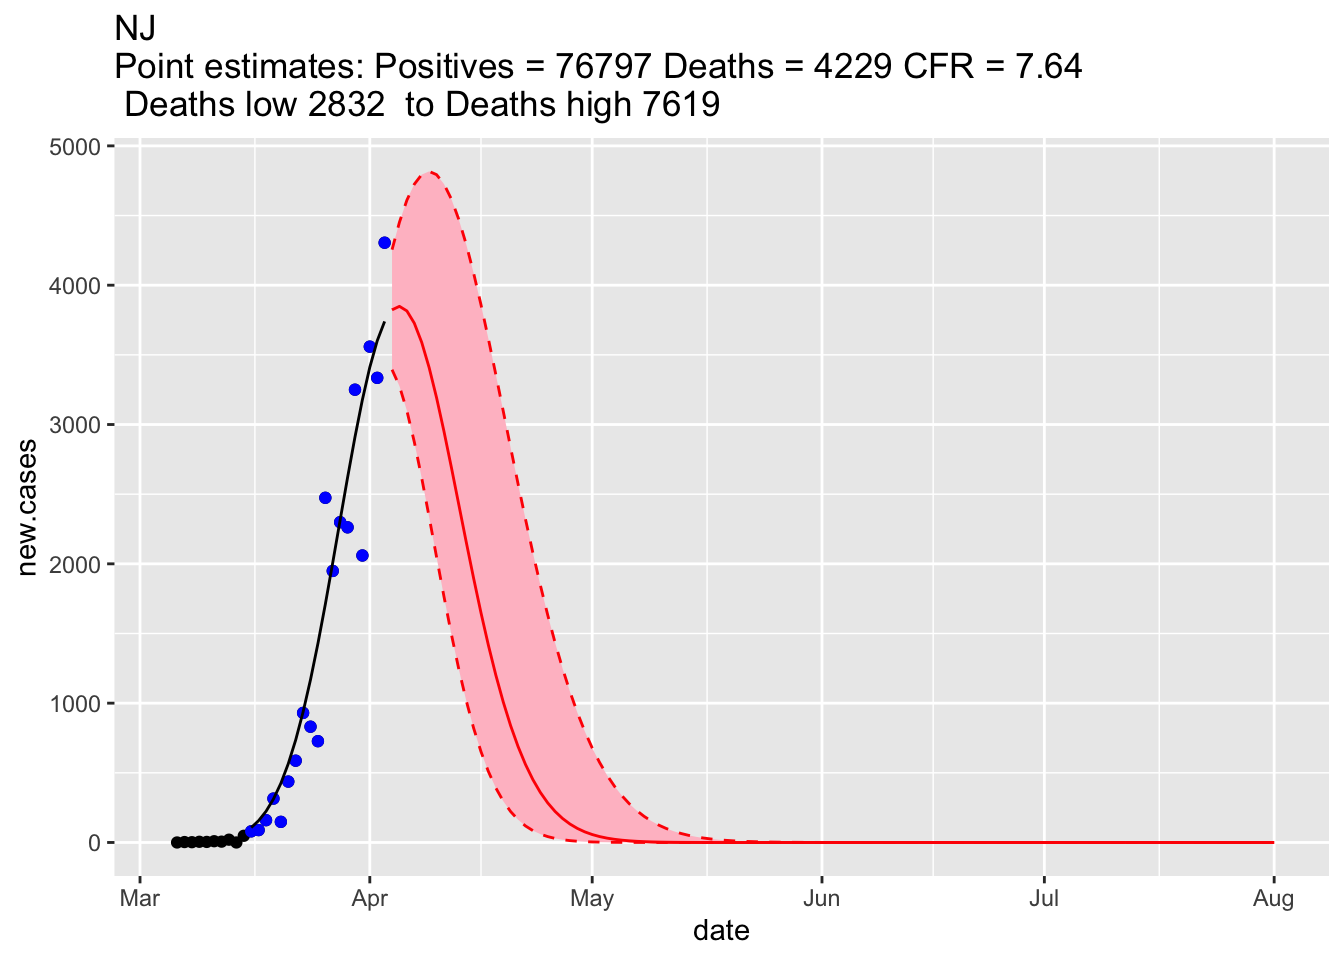 NJ
Point estimates: Positives = 76797 Deaths = 4229 CFR = 7.64
Deaths low 2832 to Deaths high 7619
5000
4000
3000
2000
1000
0
new.cases
Mar Apr May Jun Jul Aug
date